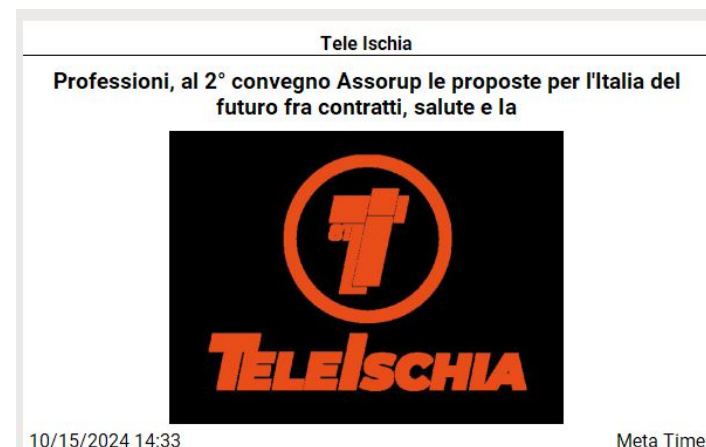 Tele Ischia
Professioni, al 2° convegno Assorup le proposte per l'Italia del
futuro fra contratti, salute e la
TELEISCHIA
10/15/2024 14:33
Meta Time